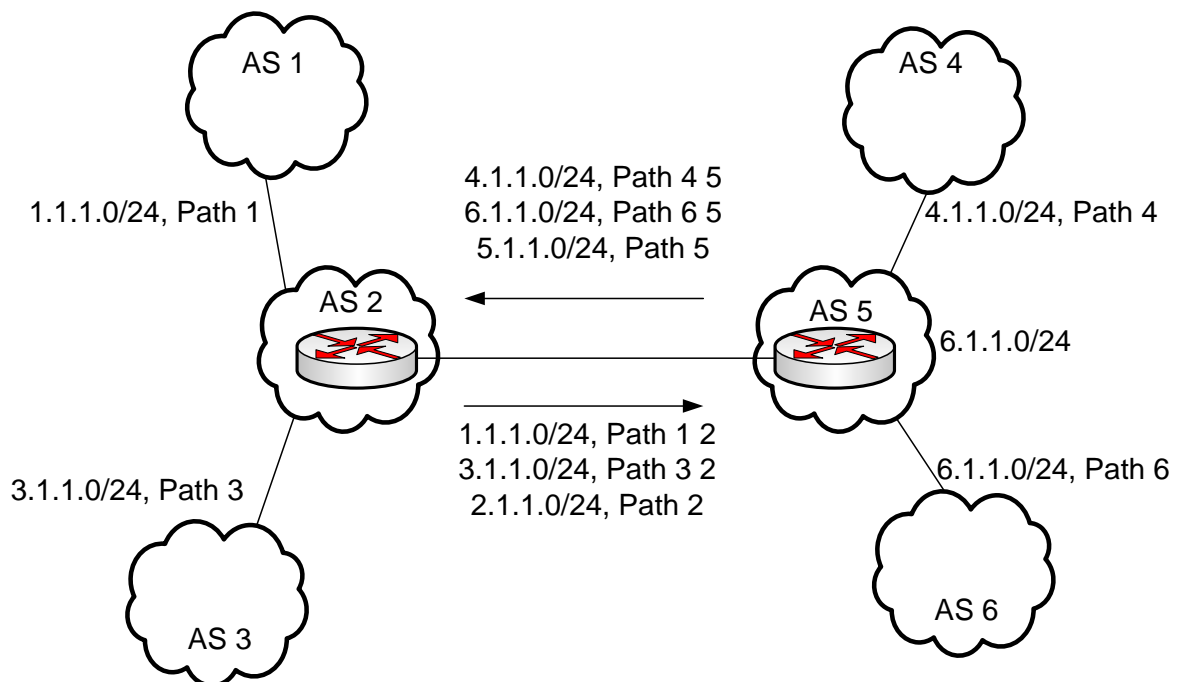 AS 1
AS 4
4.1.1.0/24, Path 4 5
6.1.1.0/24, Path 6 5
5.1.1.0/24, Path 5
1.1.1.0/24, Path 1
4.1.1.0/24, Path 4
AS 2
AS 5
6.1.1.0/24
1.1.1.0/24, Path 1 2
3.1.1.0/24, Path 3 2
2.1.1.0/24, Path 2
3.1.1.0/24, Path 3
6.1.1.0/24, Path 6
AS 3
AS 6